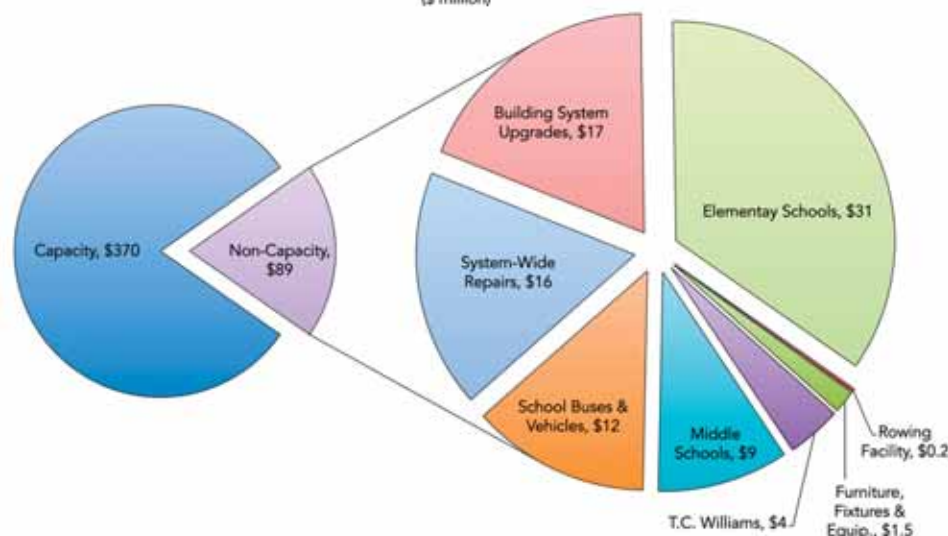 ($ million)
Building System
Upgrades, $17
Elementay Schools, $31
Capacity, $370
Non-Capacity,
$89
System-Wide
Repairs, $16
School Buses &
Vehicles, $12
Middle
Schools, $9
Rowing
Facility, $0.2
Furniture,
Fixtures &
Equip., $1.5
T.C. Williams, $4